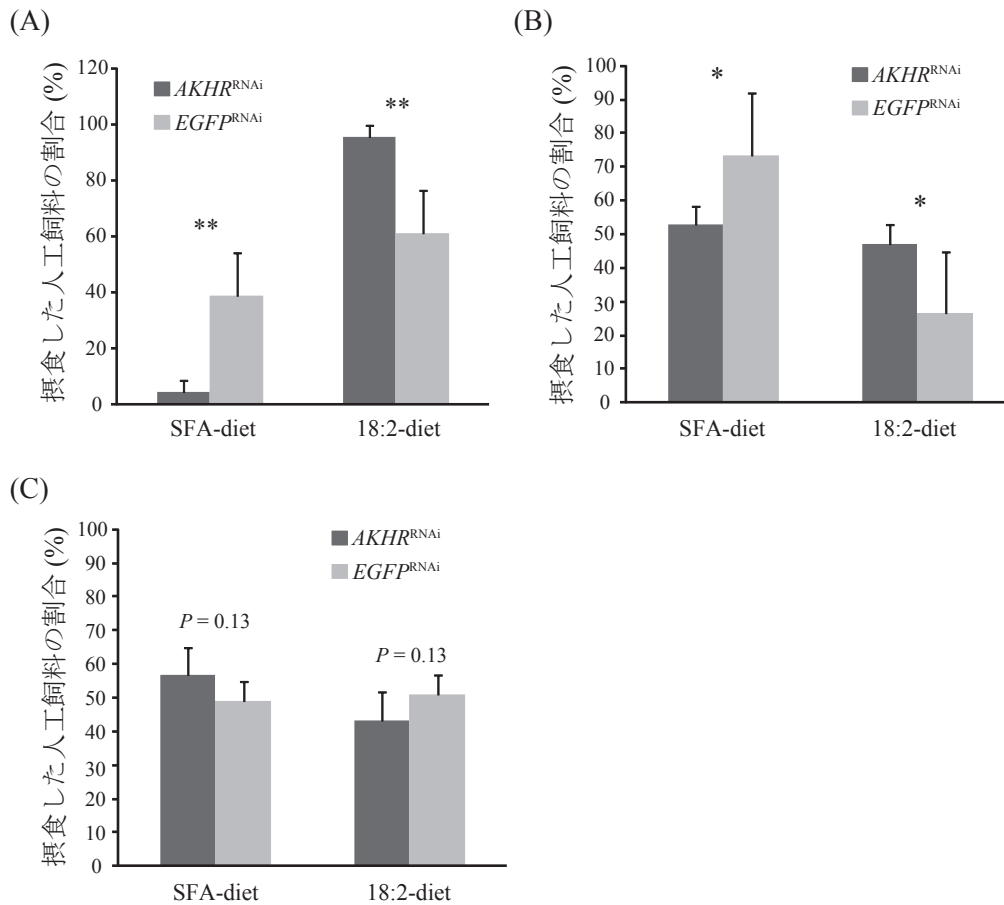 (A)
摂食した人工飼料の割合 (%)
120
100
80
60
40
20
0
AKHRRNAi
EGFPRNAi
**
**
SFA-diet
18:2-diet
(B)
摂食した人工飼料の割合 (%)
100
90
80
70
60
50
40
30
20
10
0
*
AKHRRNAi
EGFPRNAi
*
SFA-diet
18:2-diet
(C)
摂食した人工飼料の割合 (%)
100
90
80
70
60
50
40
30
20
10
0
AKHRRNAi
EGFPRNAi
P = 0.13
P = 0.13
SFA-diet
18:2-diet